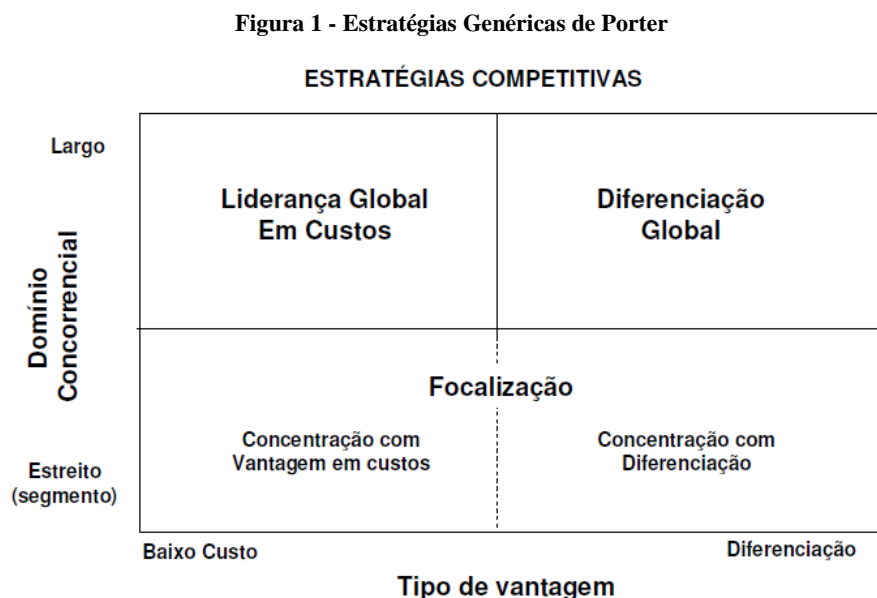 Figura 1 - Estratégias Genéricas de Porter
ESTRATÉGIAS COMPETITIVAS
Largo
Liderança Global
Em Custos
Diferenciação
Global
Domínio
Concorrencial
Focalização
Concentração com
Vantagem em custos
Concentração com
Diferenciação
Estreito
(segmento)
Baixo Custo
Diferenciação
Tipo de vantagem